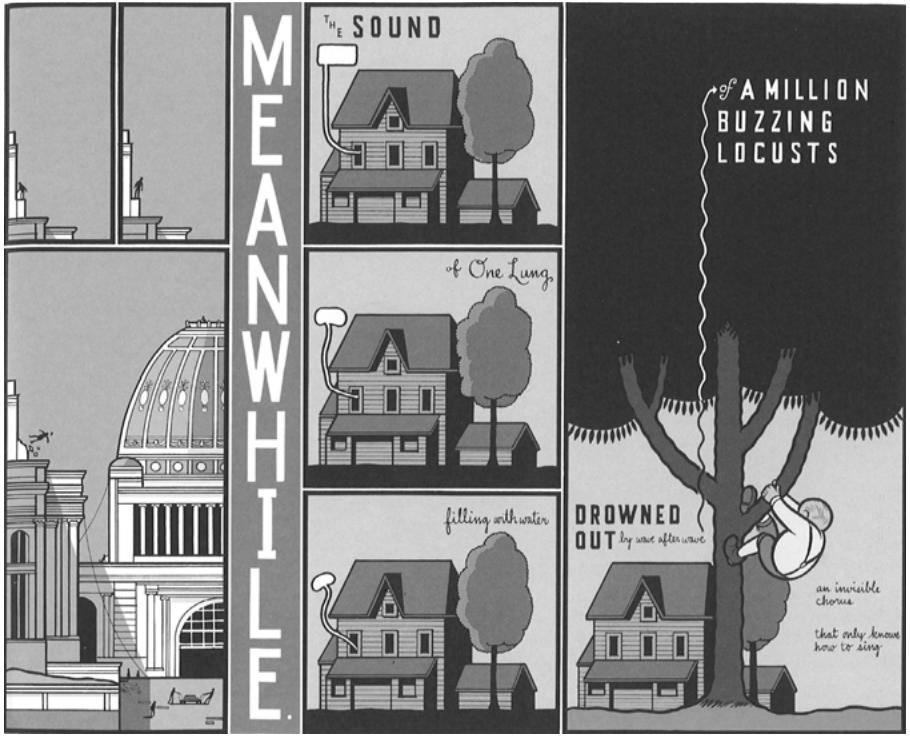 MEANWHILE.
THE SOUND
of One Lung
filling with water
DROWNED
OUT by wave after wave
of A MILLION
BUZZING
LOCUSTS
an invisible
chorus
that only knows
how to sing